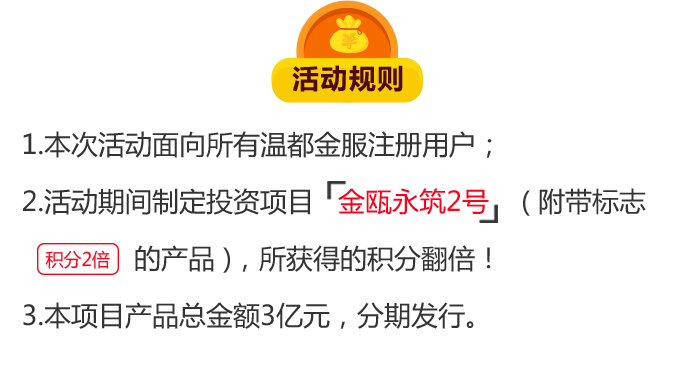 活动规则
1.本次活动面向所有温都金服注册用户；
2.活动期间制定投资项目「金瓯永筑2号」（附带标志
积分2倍 的产品），所获得的积分翻倍！
3.本项目产品总金额3亿元，分期发行。